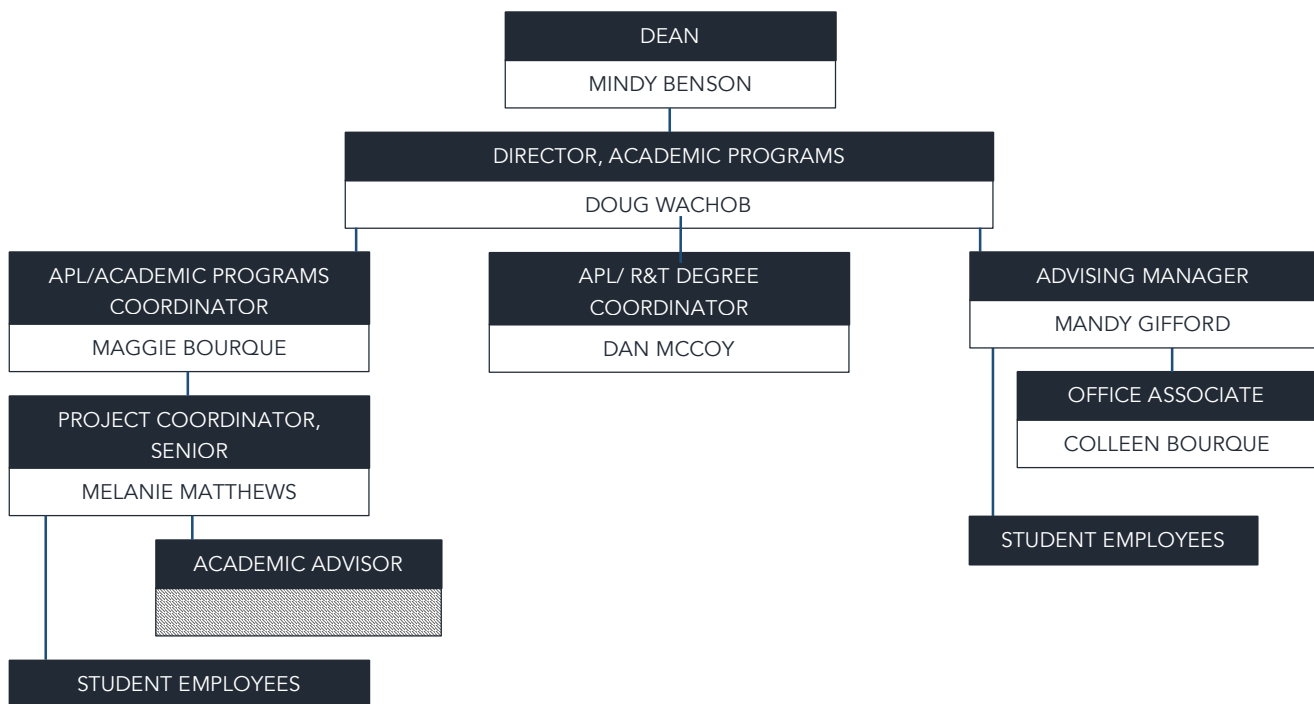 DEAN
MINDY BENSON
DIRECTOR, ACADEMIC PROGRAMS
DOUG WACHOB
APL/ACADEMIC PROGRAMS
COORDINATOR
MAGGIE BOURQUE
APL/ R&T DEGREE
COORDINATOR
DAN MCCOY
ADVISING MANAGER
MANDY GIFFORD
OFFICE ASSOCIATE
COLLEEN BOURQUE
PROJECT COORDINATOR,
SENIOR
MELANIE MATTHEWS
STUDENT EMPLOYEES
ACADEMIC ADVISOR
STUDENT EMPLOYEES